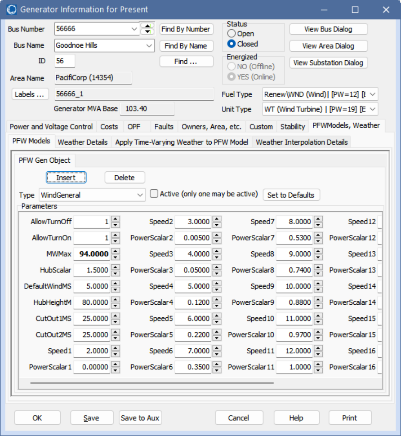 Generator Information for Present
Bus Number 56666 Find By Number Status Open Closed View Bus Dialog
Bus Name Goodnoe Hills Find By Name View Area Dialog
ID 56 Find ... Energized NO (Offline) YES (Online) View Substation Dialog
Area Name PacifiCorp (14354)
Labels ... 56666_1 Fuel Type Renew\WND (Wind) | [PW=12] [E
Generator MVA Base 103.40 Unit Type WT (Wind Turbine) | [PW=19] [E
Power and Voltage Control Costs OPF Faults Owners, Area, etc. Custom Stability PFWModels, Weather
PFW Models Weather Details Apply Time-Varying Weather to PFW Model Weather Interpolation Details
PFW Gen Object
Insert Delete
Type WindGeneral Active (only one may be active) Set to Defaults
Parameters
AllowTurnOff 1 Speed2 3.0000 Speed7 8.0000 Speed12
AllowTurnOn 1 PowerScalar2 0.00500 PowerScalar7 0.5300 PowerScalar12
MWMax 94.0000 Speed3 4.0000 Speed8 9.0000 Speed13
HubScalar 1.5000 PowerScalar3 0.05000 PowerScalar8 0.7400 PowerScalar13
DefaultWindMS 5.0000 Speed4 5.0000 Speed9 10.0000 Speed14
HubHeightM 80.0000 PowerScalar4 0.1200 PowerScalar9 0.8800 PowerScalar14
CutOut1MS 25.0000 Speed5 6.0000 Speed10 11.0000 Speed15
CutOut2MS 25.0000 PowerScalar5 0.2200 PowerScalar10 0.9700 PowerScalar15
Speed1 2.0000 Speed6 7.0000 Speed11 12.0000 Speed16
PowerScalar1 0.00000 PowerScalar6 0.3500 PowerScalar11 1.0000 PowerScalar16
OK Save Save to Aux Cancel Help Print